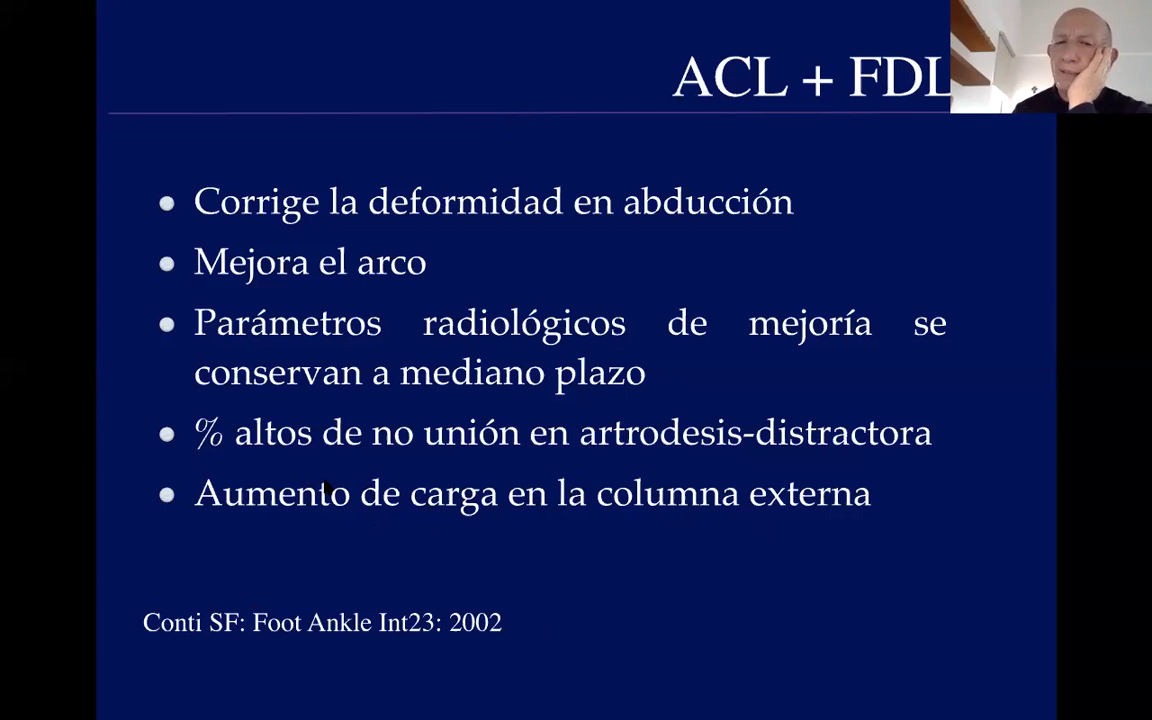 ACL + FDL
Corrige la deformidad en abducción
Mejora el arco
Parámetros radiológicos de mejoría se
conservan a mediano plazo
% altos de no unión en artrodesis-distractora
Aumento de carga en la columna externa
Conti SF: Foot Ankle Int23: 2002